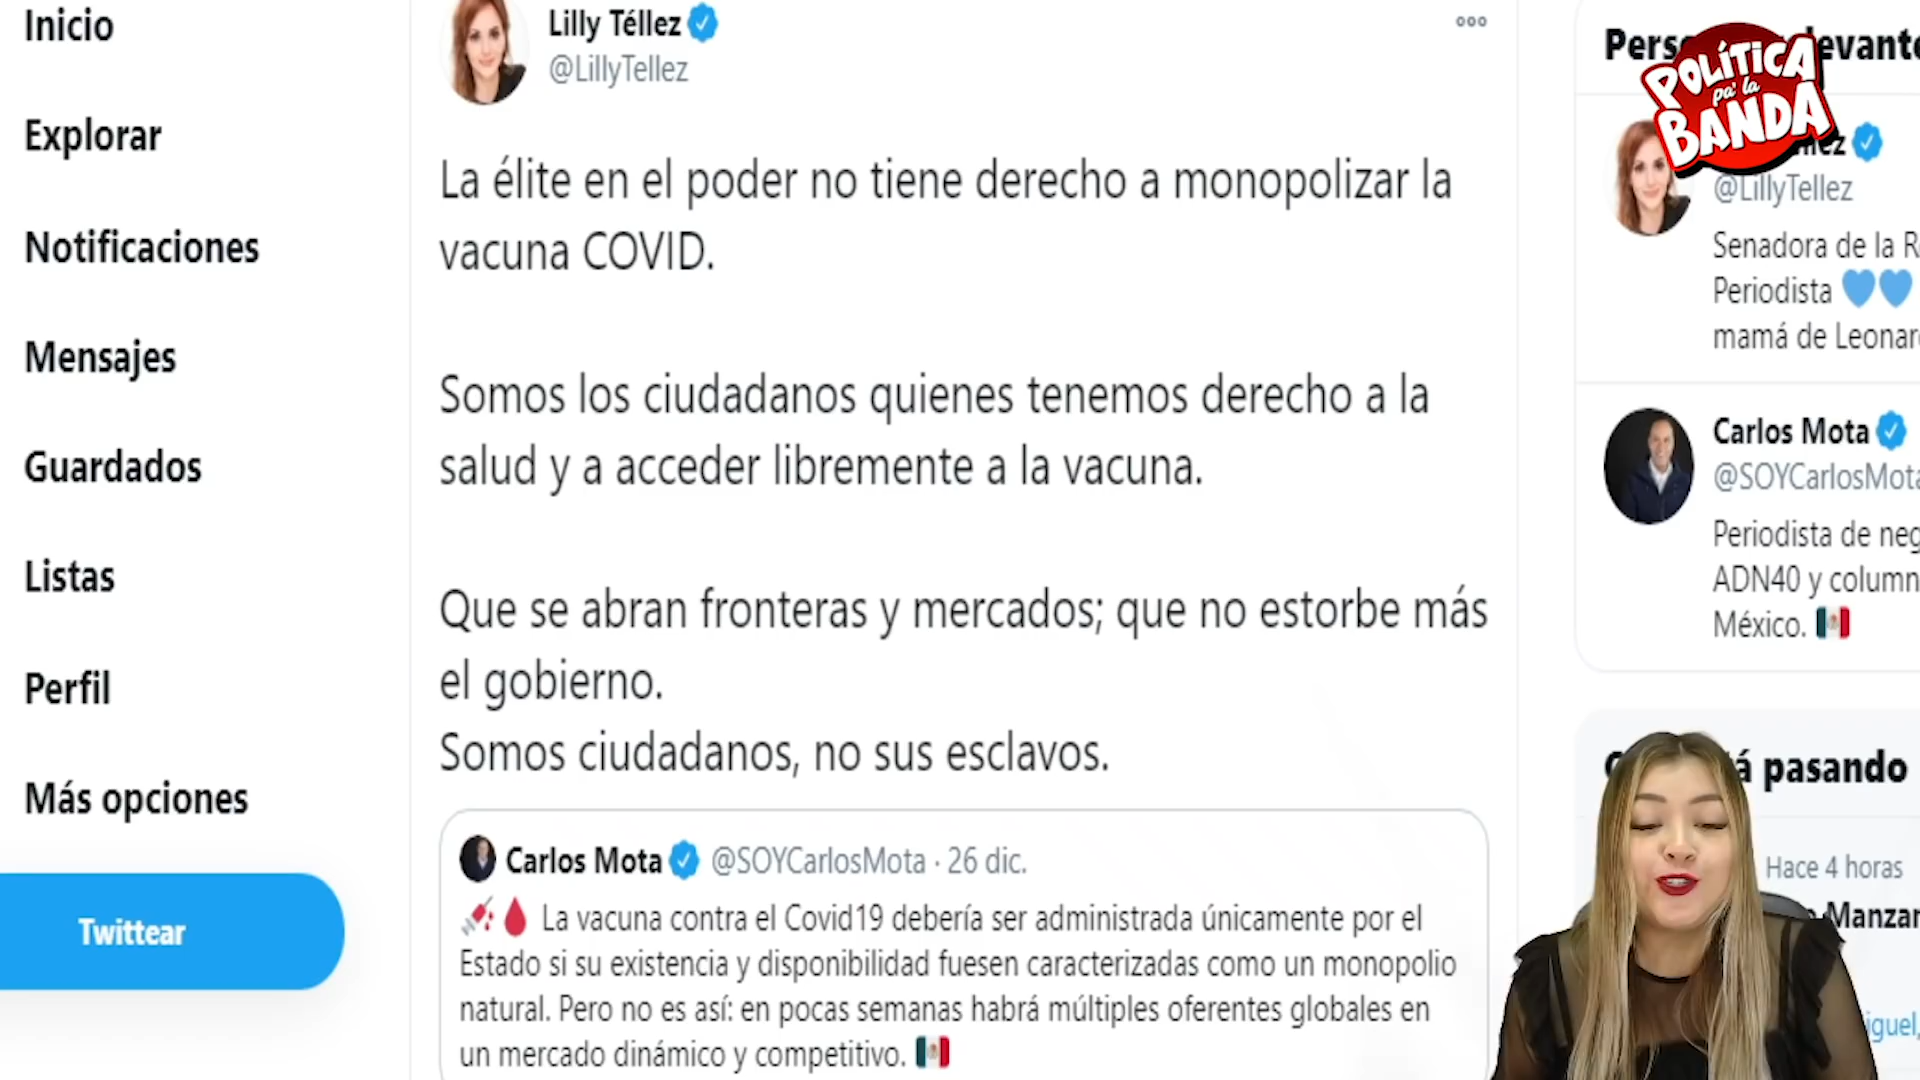 Inicio
Explorar
Notificaciones
Mensajes
Guardados
Listas
Perfil
Más opciones
Twittear
Lilly Téllez
@LillyTellez
La élite en el poder no tiene derecho a monopolizar la
vacuna COVID.
Somos los ciudadanos quienes tenemos derecho a la
salud y a acceder libremente a la vacuna.
Que se abran fronteras y mercados; que no estorbe más
el gobierno.
Somos ciudadanos, no sus esclavos.
Carlos Mota @SOYCarlosMota · 26 dic.
La vacuna contra el Covid19 debería ser administrada únicamente por el
Estado si su existencia y disponibilidad fuesen caracterizadas como un monopolio
natural. Pero no es así: en pocas semanas habrá múltiples oferentes globales en
un mercado dinámico y competitivo.
POLÍTICA
pa' la
BANDA
@LillyTellez
Senadora de la
Periodista
mamá de
Carlos Mota
@SOYCarlosMota
Periodista de
ADN40 y
México.
pasando
Hace 4 horas